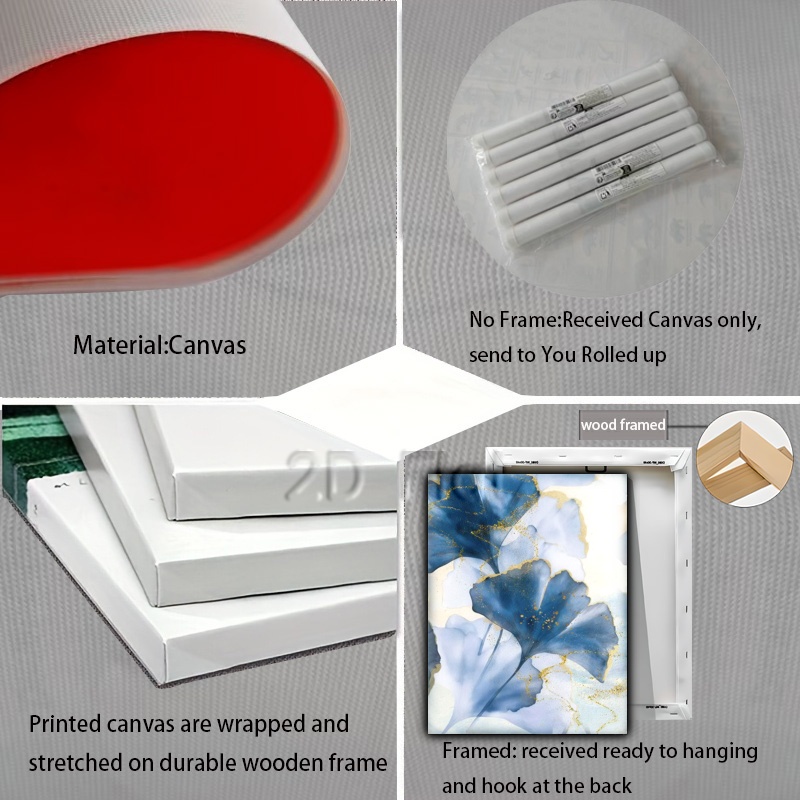 Material:Canvas
No Frame:Received Canvas only,
send to You Rolled up
wood framed
2D
Printed canvas are wrapped and
stretched on durable wooden frame
Framed: received ready to hanging
and hook at the back